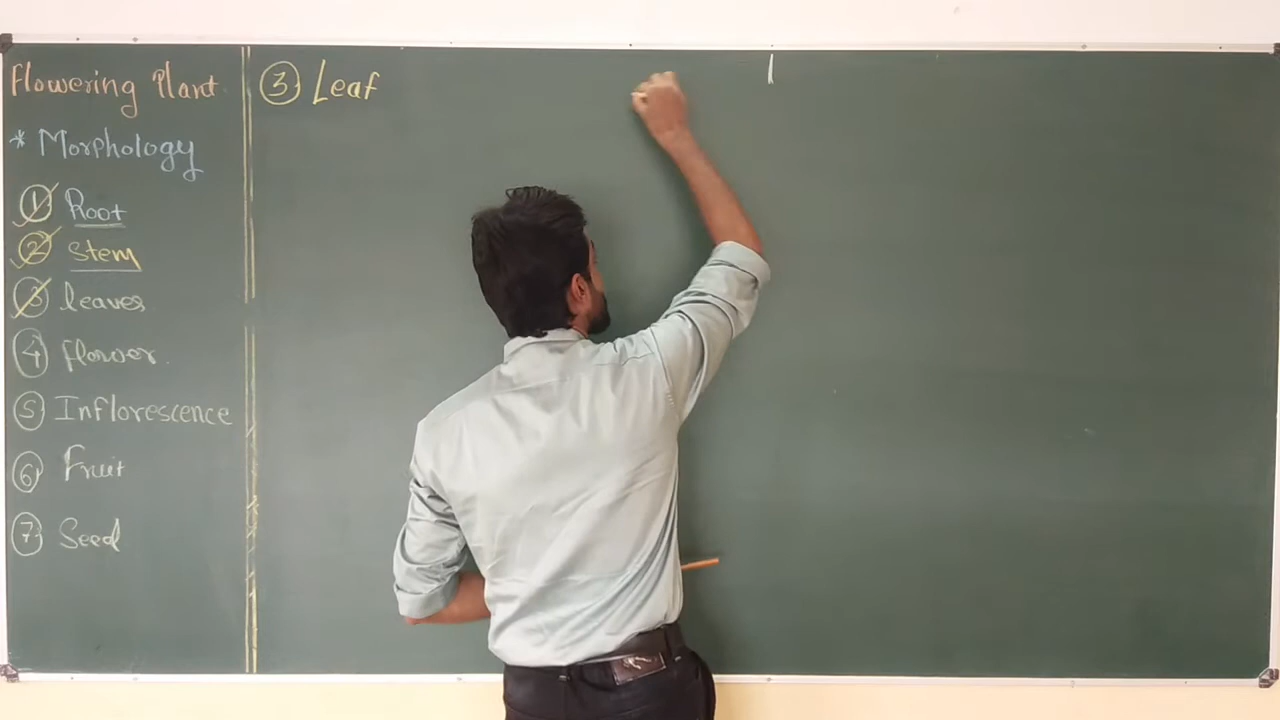 Flowering Plant
* Morphology
1 Root
2 Stem
3 leaves
4 flower.
5 Inflorescence
6 Fruit
7 Seed
3 Leaf